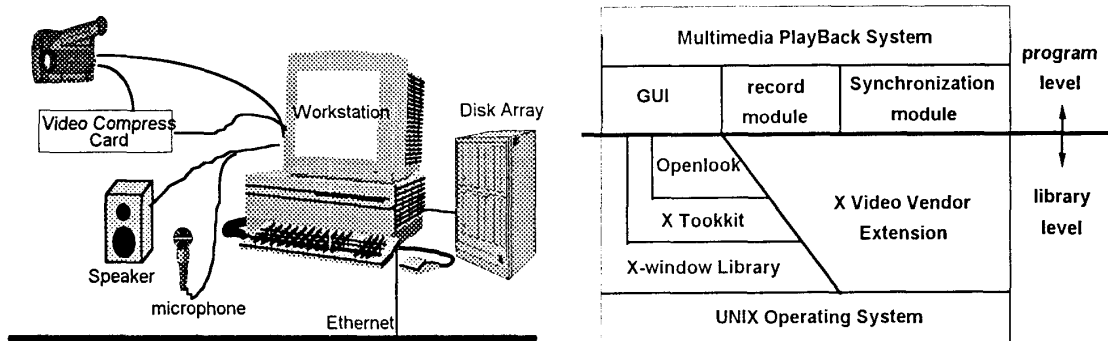 Video Compress
Card
Workstation
Disk Array
Speaker
microphone
Ethernet
Multimedia PlayBack System
GUI
record
module
Synchronization
module
program
level
Openlook
X Tookkit
X-window Library
X Video Vendor
Extension
library
level
UNIX Operating System